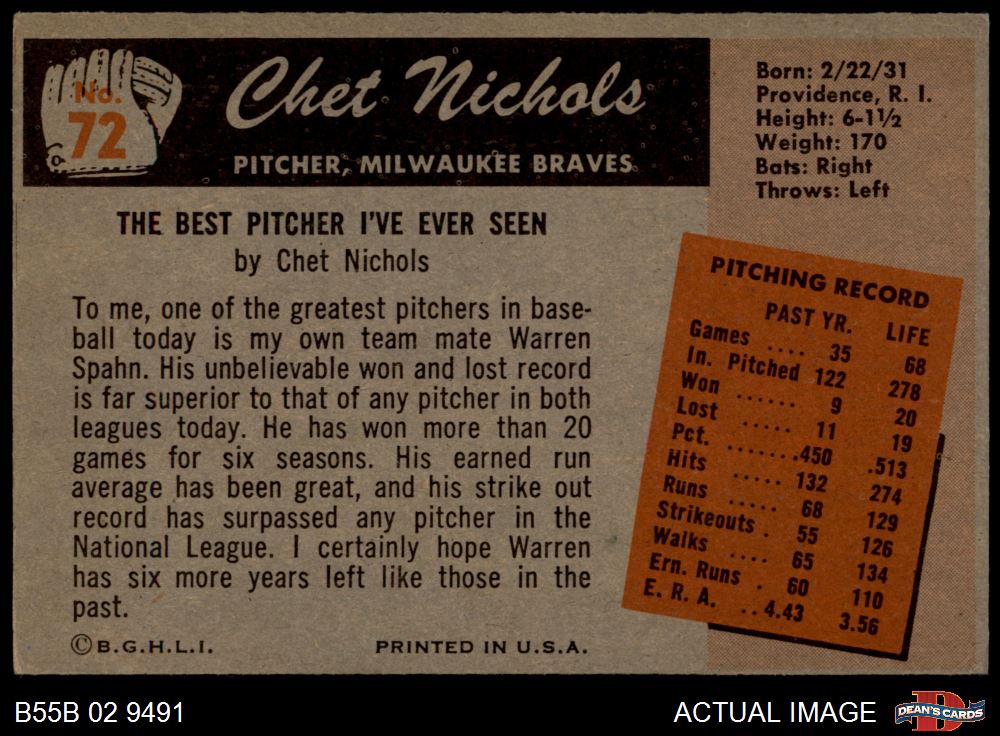 No.
72
Chet Nichols
PITCHER, MILWAUKEE BRAVES
Born: 2/22/31
Providence, R. I.
Height: 6-1½
Weight: 170
Bats: Right
Throws: Left
THE BEST PITCHER I'VE EVER SEEN
by Chet Nichols
To me, one of the greatest pitchers in base-
ball today is my own team mate Warren
Spahn. His unbelievable won and lost record
is far superior to that of any pitcher in both
leagues today. He has won more than 20
games for six seasons. His earned run
average has been great, and his strike out
record has surpassed any pitcher in the
National League. I certainly hope Warren
has six more years left like those in the
past.
©B.G.H.L.I. PRINTED IN U.S.A.
PITCHING RECORD
PAST YR. LIFE
Games .... 35 68
In. Pitched 122 278
Won ...... 9 20
Lost ..... 11 19
Pct. .......450 .513
Hits ..... 132 274
Runs ..... 68 129
Strikeouts . 55 126
Walks .... 65 134
Ern. Runs . 60 110
E. R. A. ..4.43 3.56
B55B 02 9491
ACTUAL IMAGE
DEAN'S CARDS